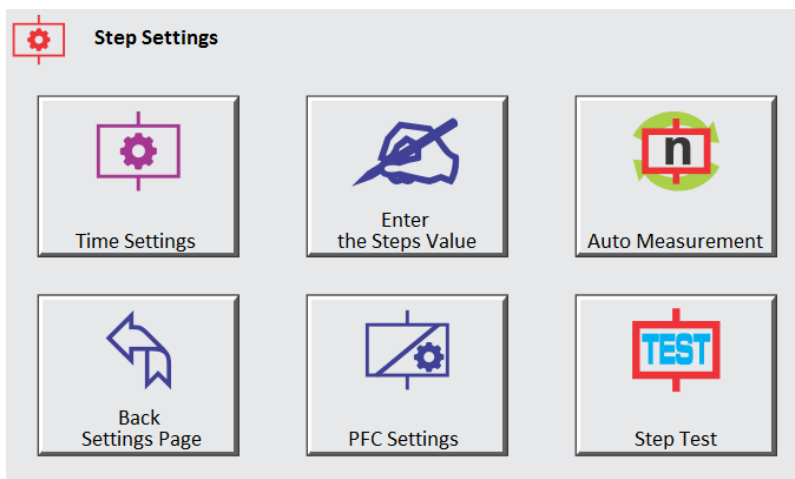 Step Settings
n
Time Settings
Enter
the Steps Value
Auto Measurement
TEST
Back
Settings Page
PFC Settings
Step Test